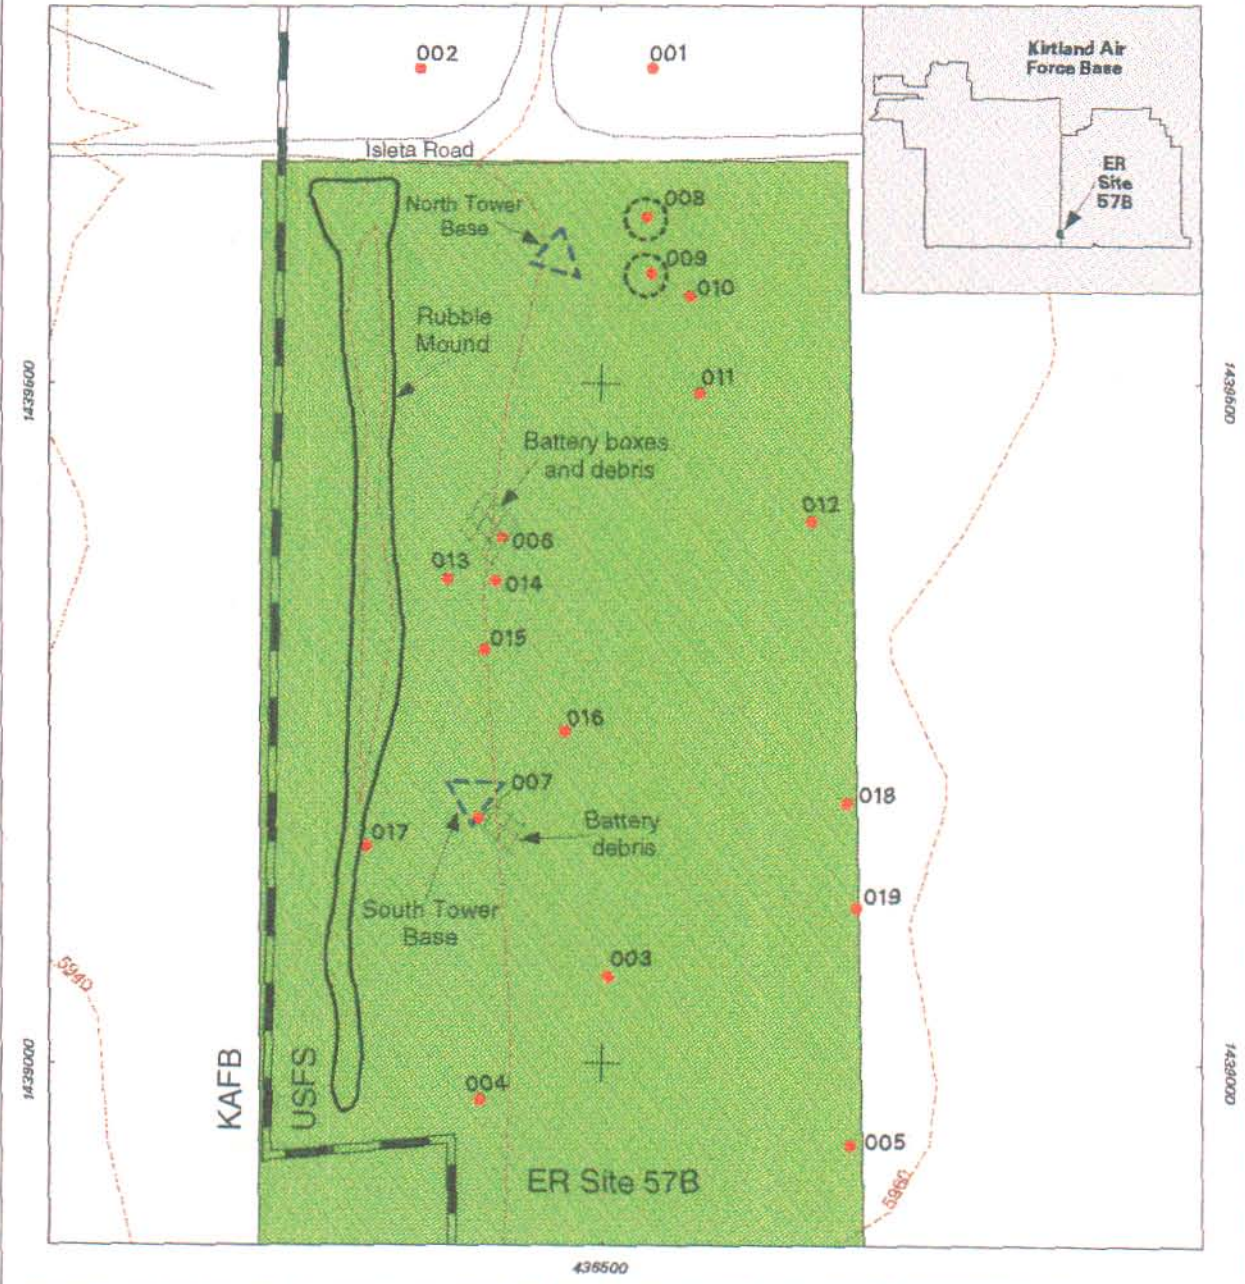 002
001
Kirtland Air
Force Base
Isleta Road
ER
Site
57B
North Tower
Base
008
009
010
Rubble
Mound
1439500
1439500
011
Battery boxes
and debris
012
006
013
014
015
016
007
018
Battery
debris
017
019
South Tower
Base
003
5940
KAFB
USFS
1439000
1439000
004
005
ER Site 57B
5960
436500